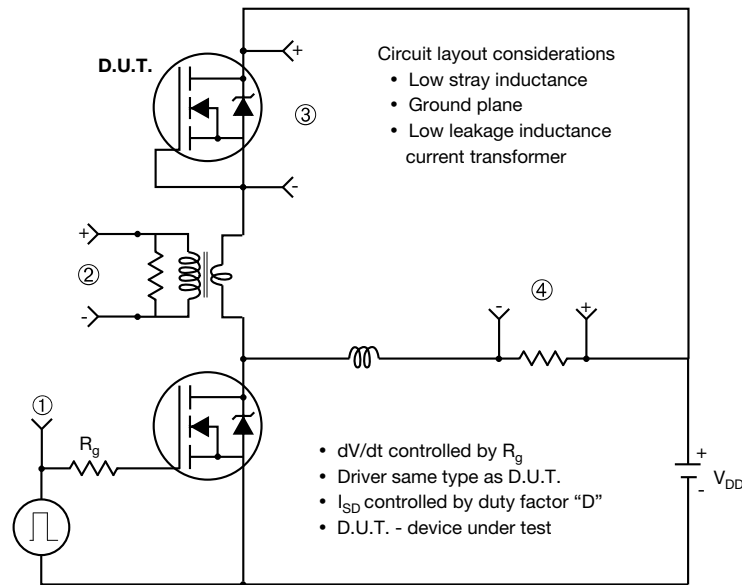 D.U.T.
+
Circuit layout considerations
• Low stray inductance
• Ground plane
• Low leakage inductance
current transformer
③
-
+
②
-
④
-
+
①
R_g
• dV/dt controlled by R_g
• Driver same type as D.U.T.
• I_SD controlled by duty factor “D”
• D.U.T. - device under test
+
V_DD
-